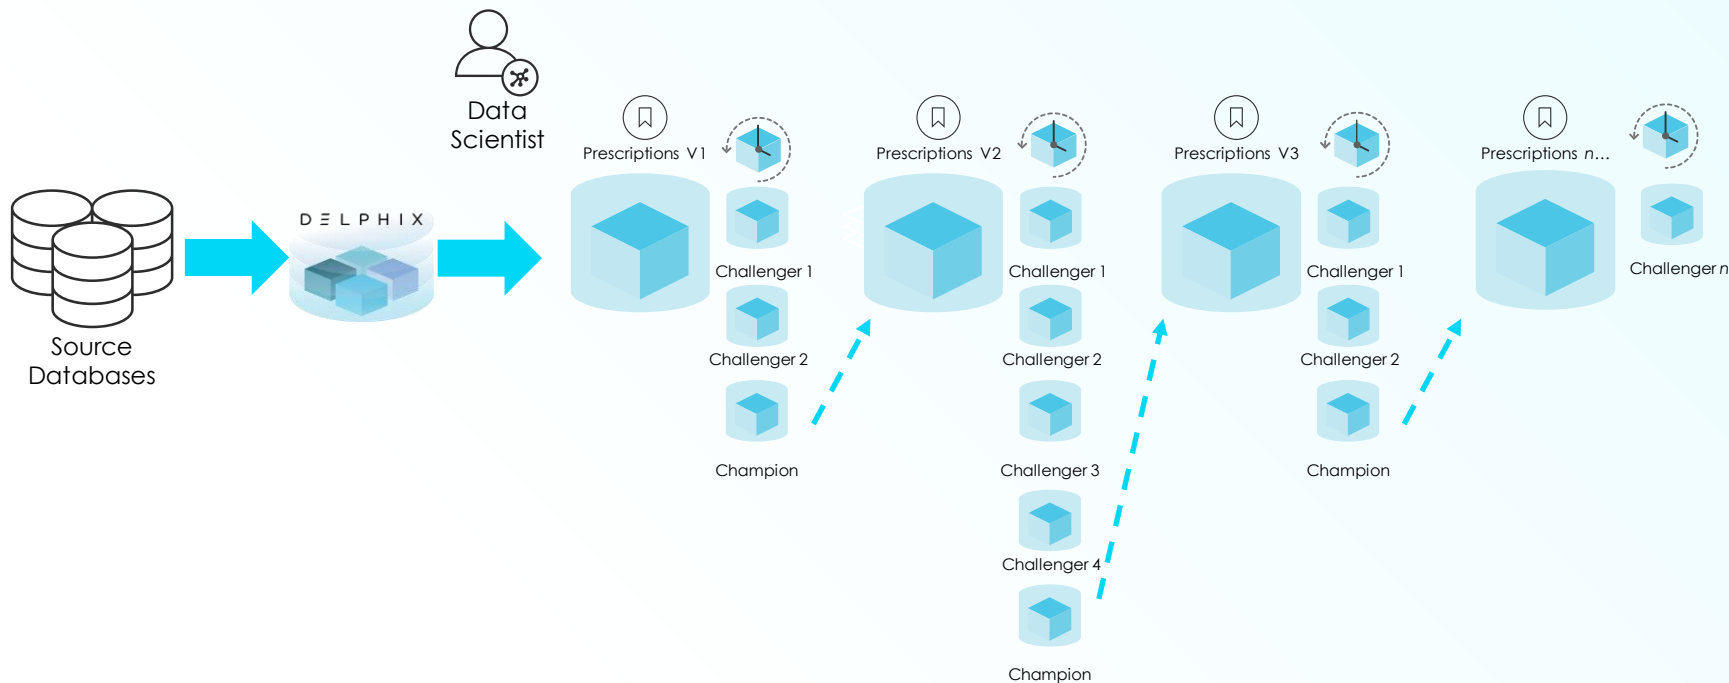 Data
Scientist
Source
Databases
DELPHIX
Prescriptions V1
Challenger 1
Challenger 2
Champion
Prescriptions V2
Challenger 1
Challenger 2
Challenger 3
Challenger 4
Champion
Prescriptions V3
Challenger 1
Challenger 2
Champion
Prescriptions n...
Challenger n